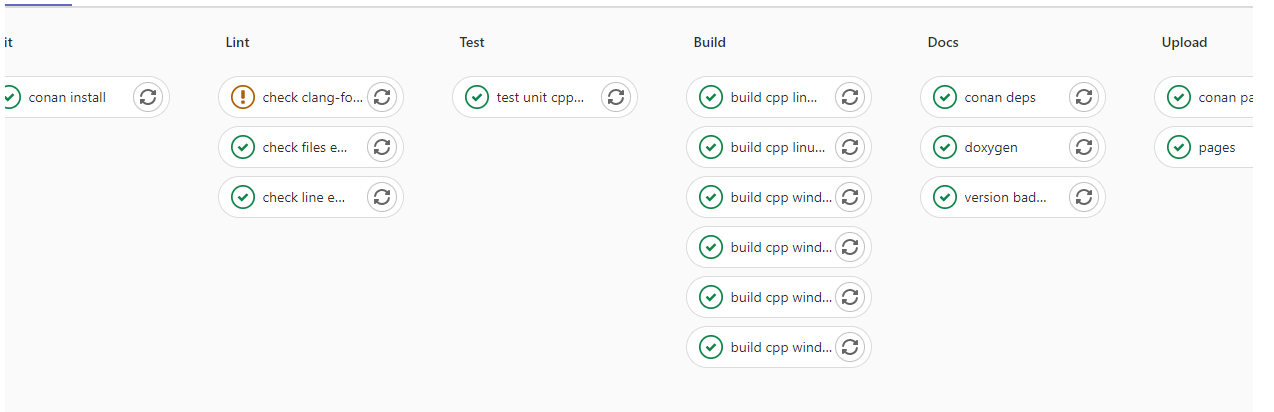 it
conan install
Lint
check clang-fo...
check files e...
check line e...
Test
test unit cpp...
Build
build cpp lin...
build cpp linu...
build cpp wind...
build cpp wind...
build cpp wind...
build cpp wind...
Docs
conan deps
doxygen
version bad...
Upload
conan pa
pages